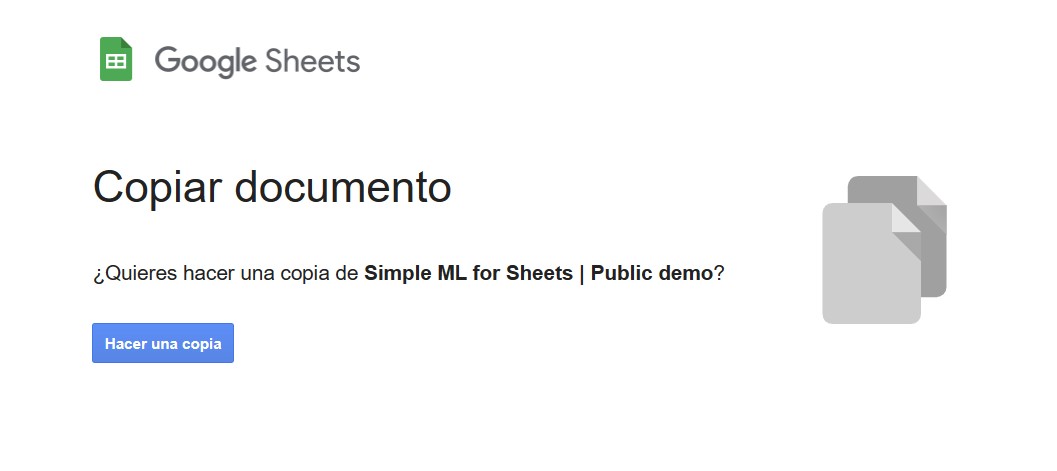 Google Sheets
Copiar documento
¿Quieres hacer una copia de Simple ML for Sheets | Public demo?
Hacer una copia